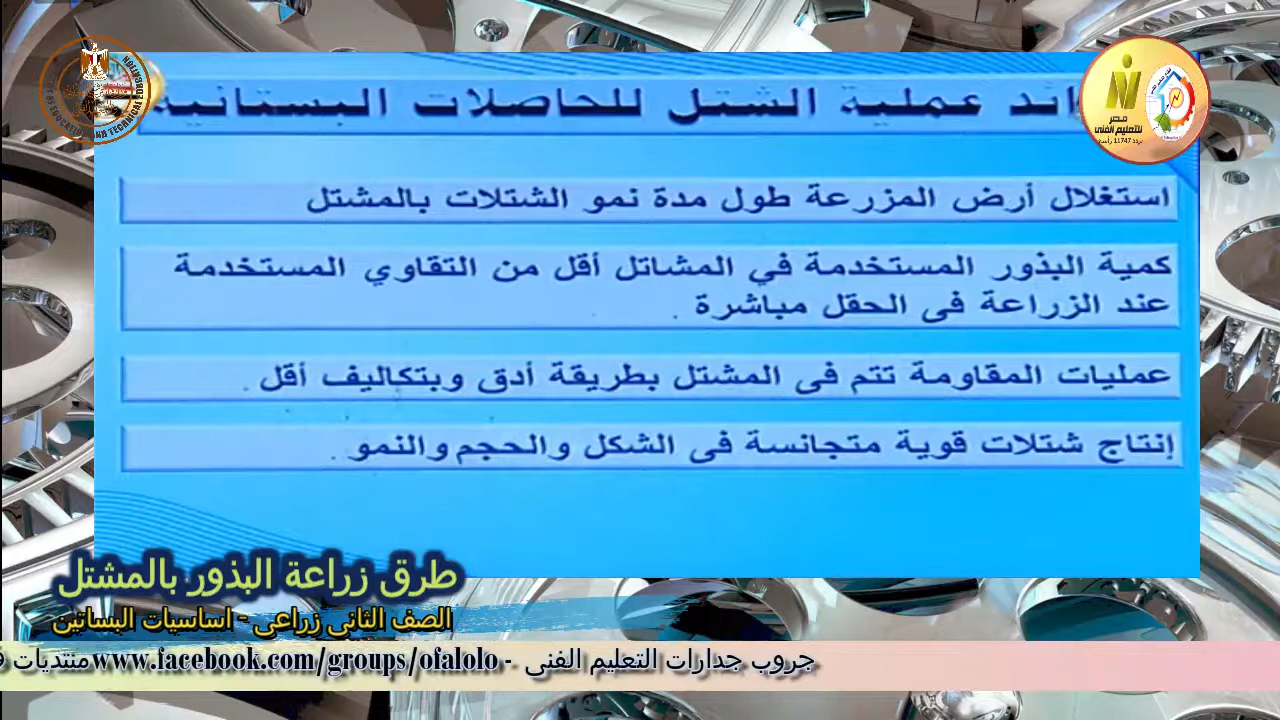 عملية الشتل للحاصلات البستانية
استغلال أرض المزرعة طول مدة نمو الشتلات بالمشتل
كمية البذور المستخدمة في المشاتل أقل من التقاوي المستخدمة
عند الزراعة فى الحقل مباشرة .
عمليات المقاومة تتم فى المشتل بطريقة أدق وبتكاليف أقل .
إنتاج شتلات قوية متجانسة فى الشكل والحجم والنمو .
مصر
للتعليم الفنى
تردد 11747 رأسية
طرق زراعة البذور بالمشتل
الصف الثانى زراعى - اساسيات البساتين
جروب جدارات التعليم الفنى - www.facebook.com/groups/ofalolo منتديات